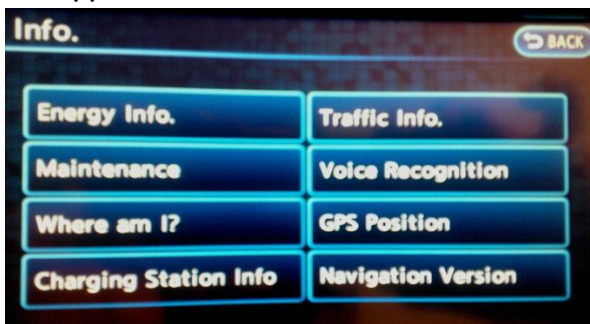 Info.
BACK
Energy Info.
Traffic Info.
Maintenance
Voice Recognition
Where am I?
GPS Position
Charging Station Info
Navigation Version